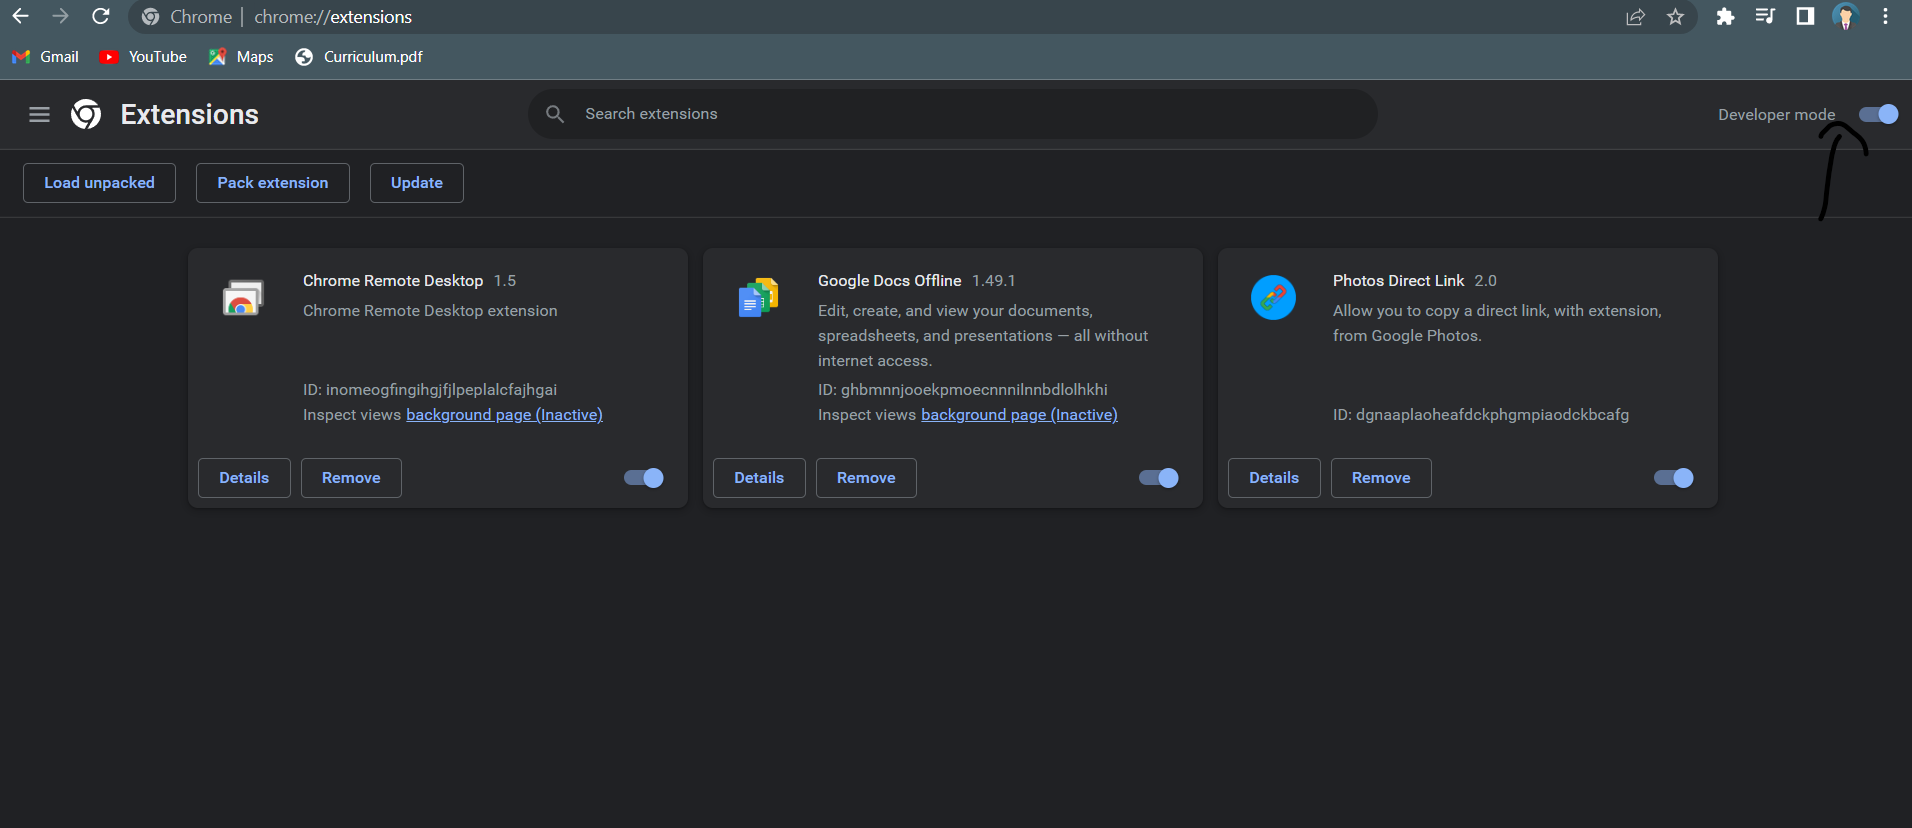 Chrome | chrome://extensions
Gmail YouTube Maps Curriculum.pdf
Extensions Search extensions Developer mode
Load unpacked Pack extension Update
Chrome Remote Desktop 1.5
Chrome Remote Desktop extension
ID: inomeogfingihgjfjlpeplalcfajhgai
Inspect views background page (Inactive)
Details Remove
Google Docs Offline 1.49.1
Edit, create, and view your documents,
spreadsheets, and presentations — all without
internet access.
ID: ghbmnnjooekpmoecnnnilnnbdlolhkhi
Inspect views background page (Inactive)
Details Remove
Photos Direct Link 2.0
Allow you to copy a direct link, with extension,
from Google Photos.
ID: dgnaaplaoheafdckphgmpiaodckbcafg
Details Remove